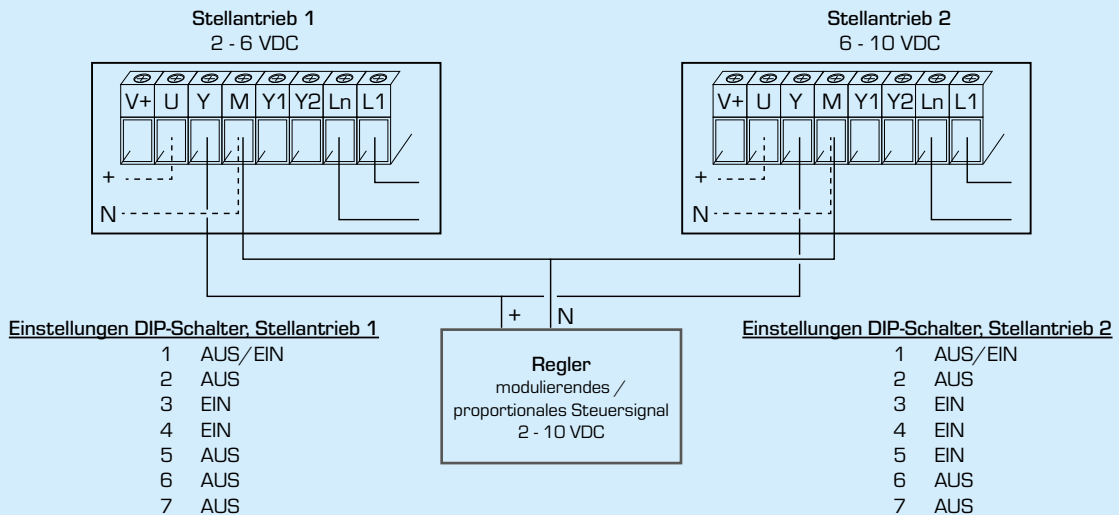 Stellantrieb 1
2 - 6 VDC
V+ U Y M Y1 Y2 Ln L1
+
N
Stellantrieb 2
6 - 10 VDC
V+ U Y M Y1 Y2 Ln L1
+
N
+ N
Regler
modulierendes /
proportionales Steuersignal
2 - 10 VDC
Einstellungen DIP-Schalter, Stellantrieb 1
1 AUS/EIN
2 AUS
3 EIN
4 EIN
5 AUS
6 AUS
7 AUS
Einstellungen DIP-Schalter, Stellantrieb 2
1 AUS/EIN
2 AUS
3 EIN
4 EIN
5 EIN
6 AUS
7 AUS